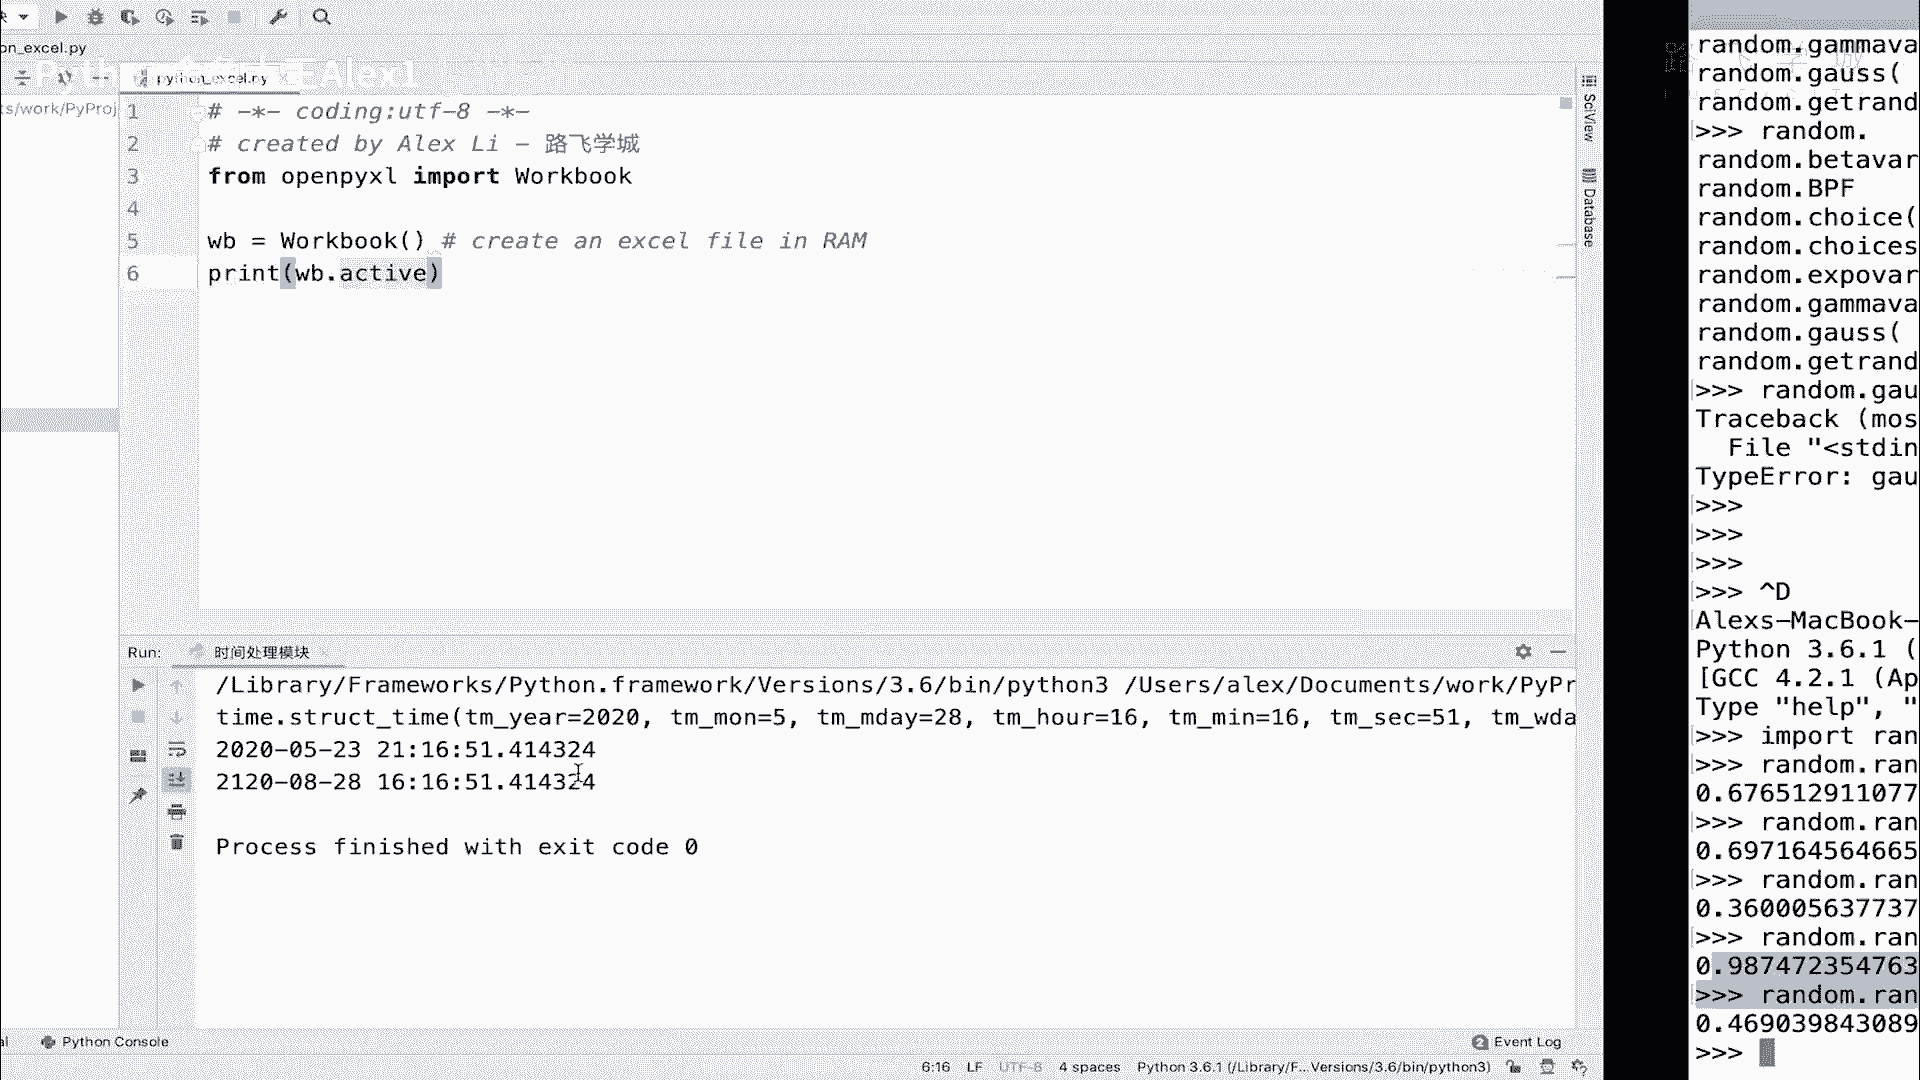 on_excel.py
python_excel.py
Alex1
ts/work/PyProj
1 # -*- coding:utf-8 -*-
2 # created by Alex Li - 路飞学城
3 from openpyxl import Workbook
4
5 wb = Workbook() # create an excel file in RAM
6 print(wb.active)
SciView
Database
Run: 时间处理模块
/Library/Frameworks/Python.framework/Versions/3.6/bin/python3 /Users/alex/Documents/work/PyPr
time.struct_time(tm_year=2020, tm_mon=5, tm_mday=28, tm_hour=16, tm_min=16, tm_sec=51, tm_wda
2020-05-23 21:16:51.414324
2120-08-28 16:16:51.414324
Process finished with exit code 0
Python Console
2 Event Log
6:16 LF UTF-8 4 spaces Python 3.6.1 (/Library/F...Versions/3.6/bin/python3)
random.gammava
random.gauss(
random.getrand
>>> random.
random.betavar
random.BPF
random.choice(
random.choices
random.expovar
random.gammava
random.gauss(
random.getrand
>>> random.gau
Traceback (mos
File "<stdin
TypeError: gau
>>>
>>>
>>>
>>> ^D
Alexs-MacBook-
Python 3.6.1 (
[GCC 4.2.1 (Ap
Type "help", "
>>> import ran
>>> random.ran
0.676512911077
>>> random.ran
0.697164564665
>>> random.ran
0.360005637737
>>> random.ran
0.987472354763
>>> random.ran
0.469039843089
>>>